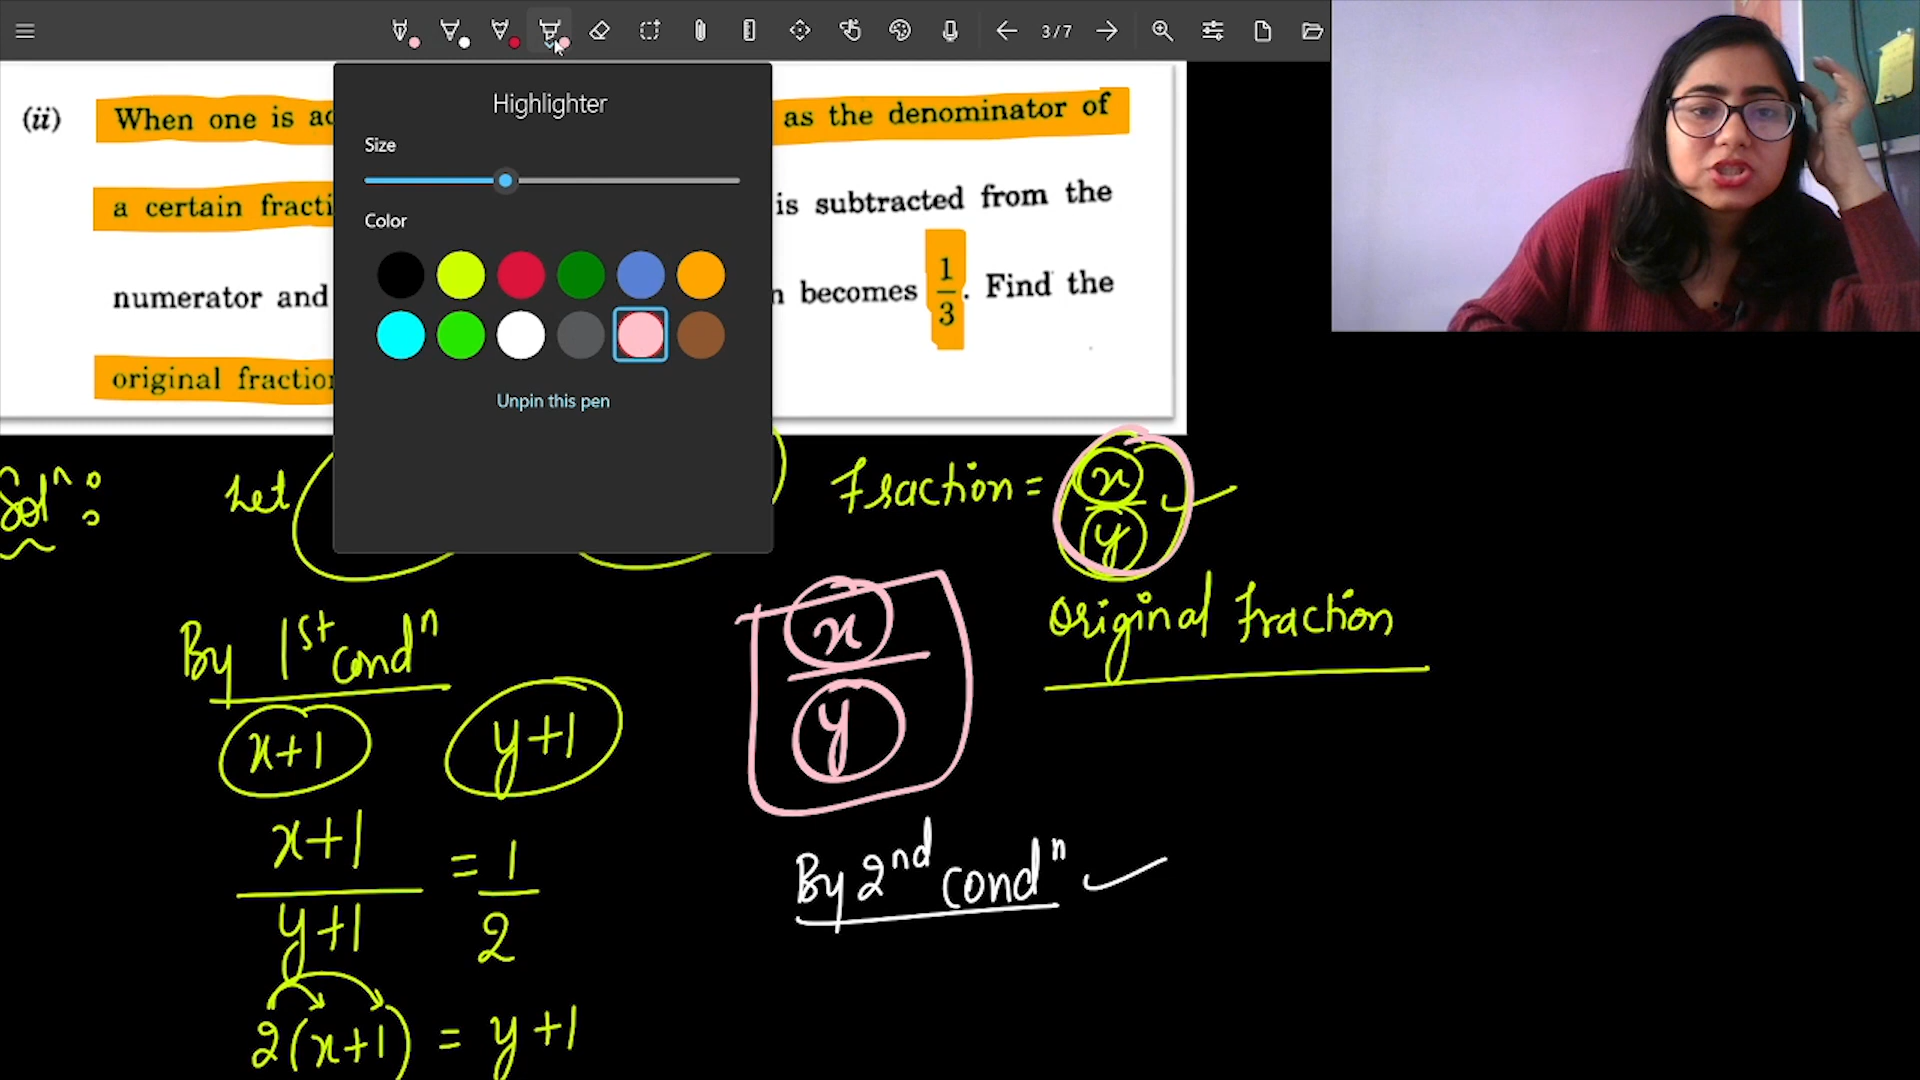 3/7
Highlighter
Size
Color
Unpin this pen
(ii) When one is ad as the denominator of
a certain fracti is subtracted from the
numerator and n becomes 1/3. Find the
original fraction
Solⁿ: Let Fraction = x/y
Original Fraction
By 1st condⁿ
x+1 y+1
x/y
x+1/y+1 = 1/2
By 2nd condⁿ ✓
2(x+1) = y+1